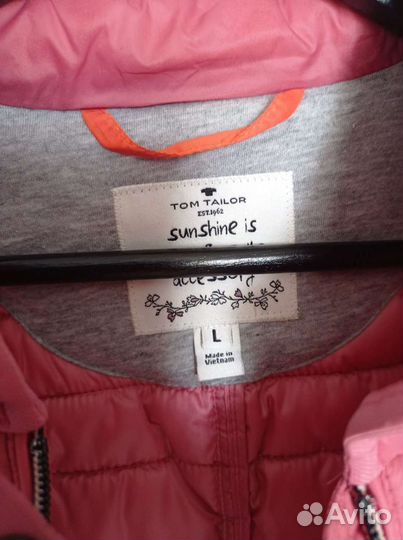 TOM TAILOR
EST.1962
sunshine is
accessory
L
Made in
Vietnam
Avito